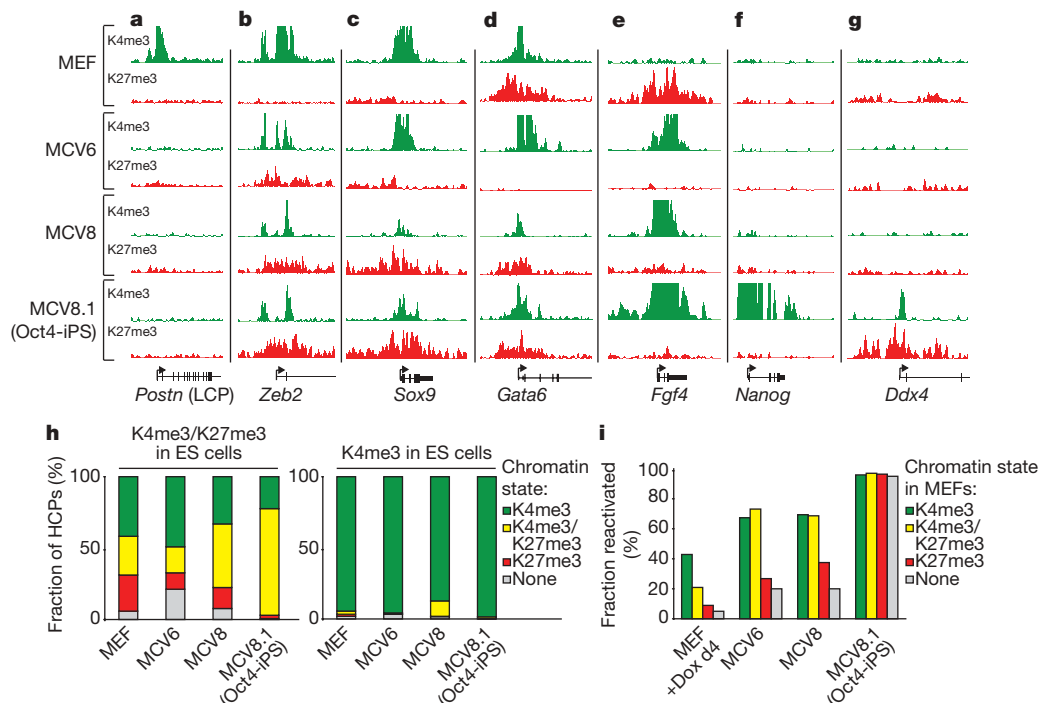 a b c d e f g
MEF
K4me3
K27me3
MCV6
K4me3
K27me3
MCV8
K4me3
K27me3
MCV8.1
(Oct4-iPS)
K4me3
K27me3
Postn (LCP) Zeb2 Sox9 Gata6 Fgf4 Nanog Ddx4
h
K4me3/K27me3
in ES cells
K4me3 in ES cells
Chromatin
state:
K4me3
K4me3/
K27me3
K27me3
None
Fraction of HCPs (%)
100
50
0
MEF
MCV6
MCV8
MCV8.1
(Oct4-iPS)
100
50
0
MEF
MCV6
MCV8
MCV8.1
(Oct4-iPS)
i
Fraction reactivated
(%)
100
80
60
40
20
0
MEF
+Dox d4
MCV6
MCV8
MCV8.1
(Oct4-iPS)
Chromatin state
in MEFs:
K4me3
K4me3/
K27me3
K27me3
None